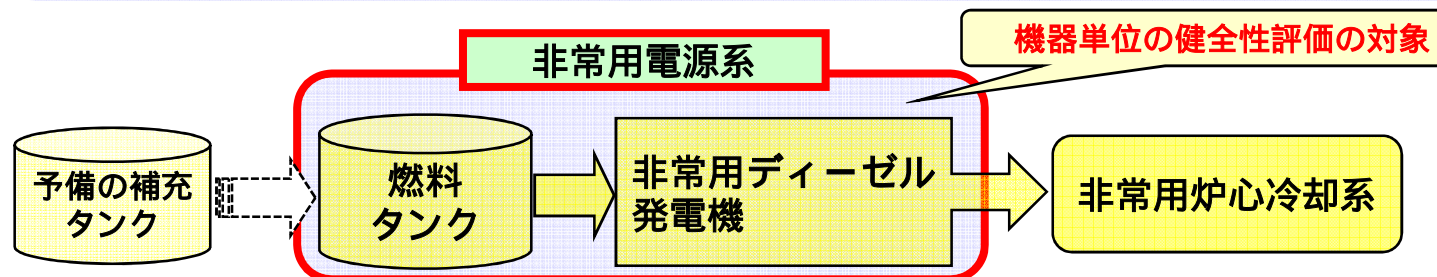 機器単位の健全性評価の対象
非常用電源系
予備の補充
タンク
燃料
タンク
非常用ディーゼル
発電機
非常用炉心冷却系